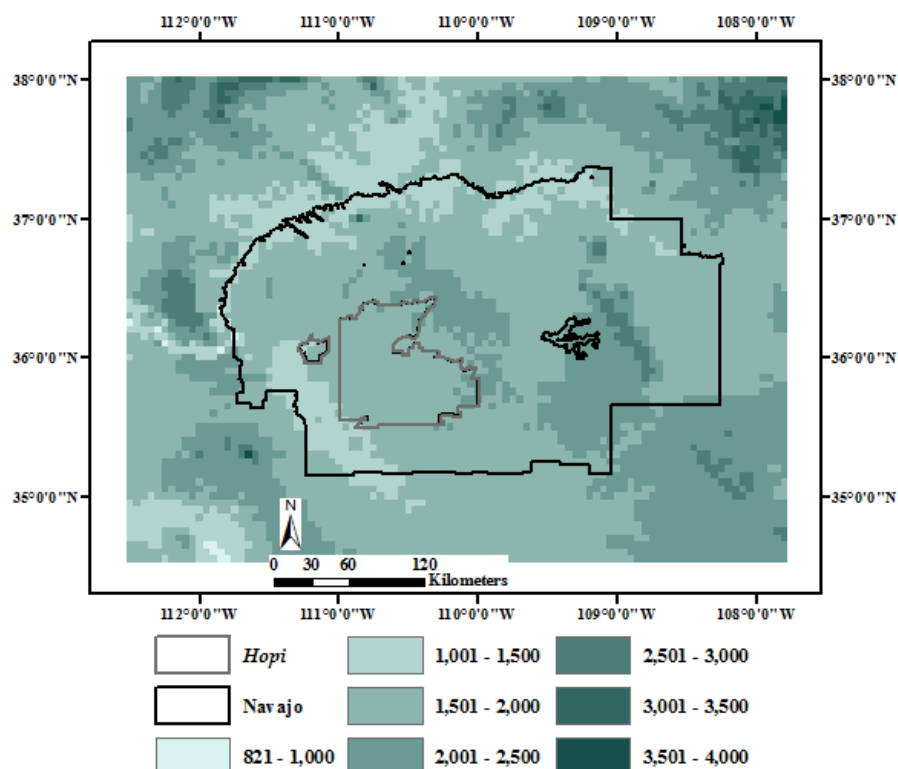 112°0'0"W 111°0'0"W 110°0'0"W 109°0'0"W 108°0'0"W
38°0'0"N 38°0'0"N
37°0'0"N 37°0'0"N
36°0'0"N 36°0'0"N
35°0'0"N 35°0'0"N
N
0 30 60 120
Kilometers
112°0'0"W 111°0'0"W 110°0'0"W 109°0'0"W 108°0'0"W
Hopi 1,001 - 1,500 2,501 - 3,000
Navajo 1,501 - 2,000 3,001 - 3,500
821 - 1,000 2,001 - 2,500 3,501 - 4,000